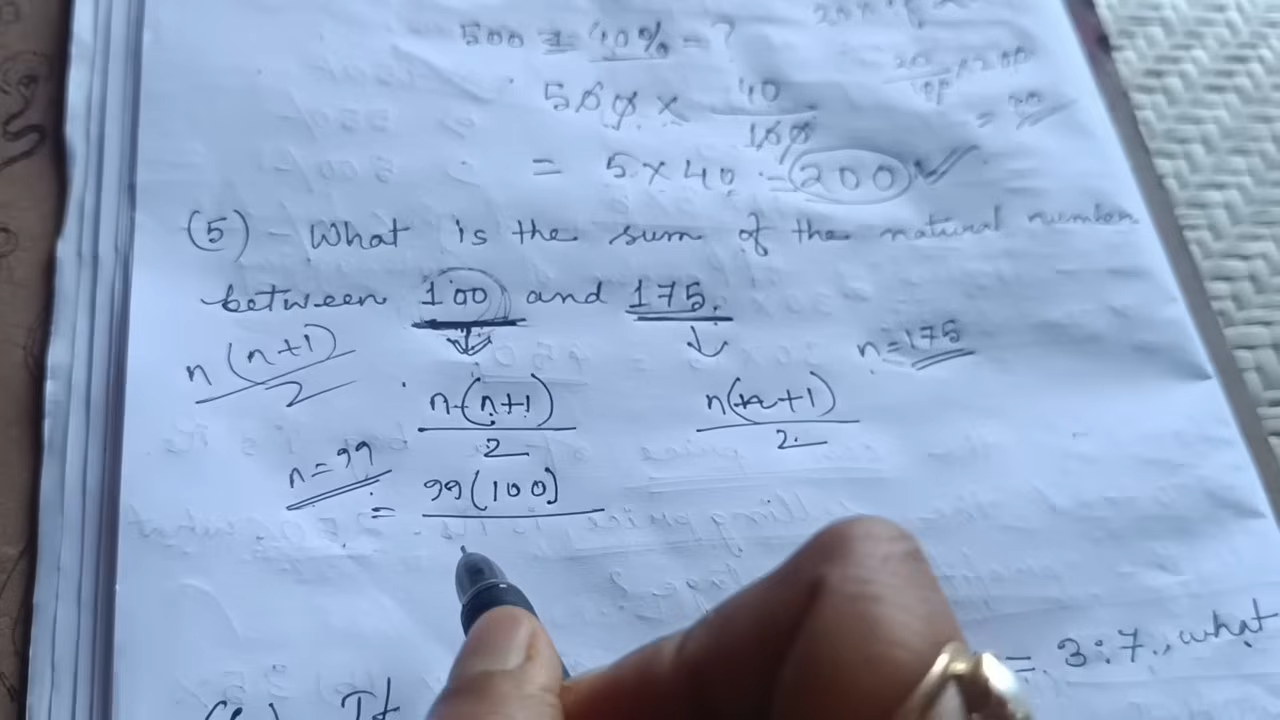 500 = 40% = ?
500 × 40/100
= 5 × 40 = 200 ✓
(5) - What is the sum of the natural number
between 100 and 175.
n(n+1)/2
n(n+1)/2
n(n+1)/2
n=175
n=99
= 99(100)
If
= 3:7., what